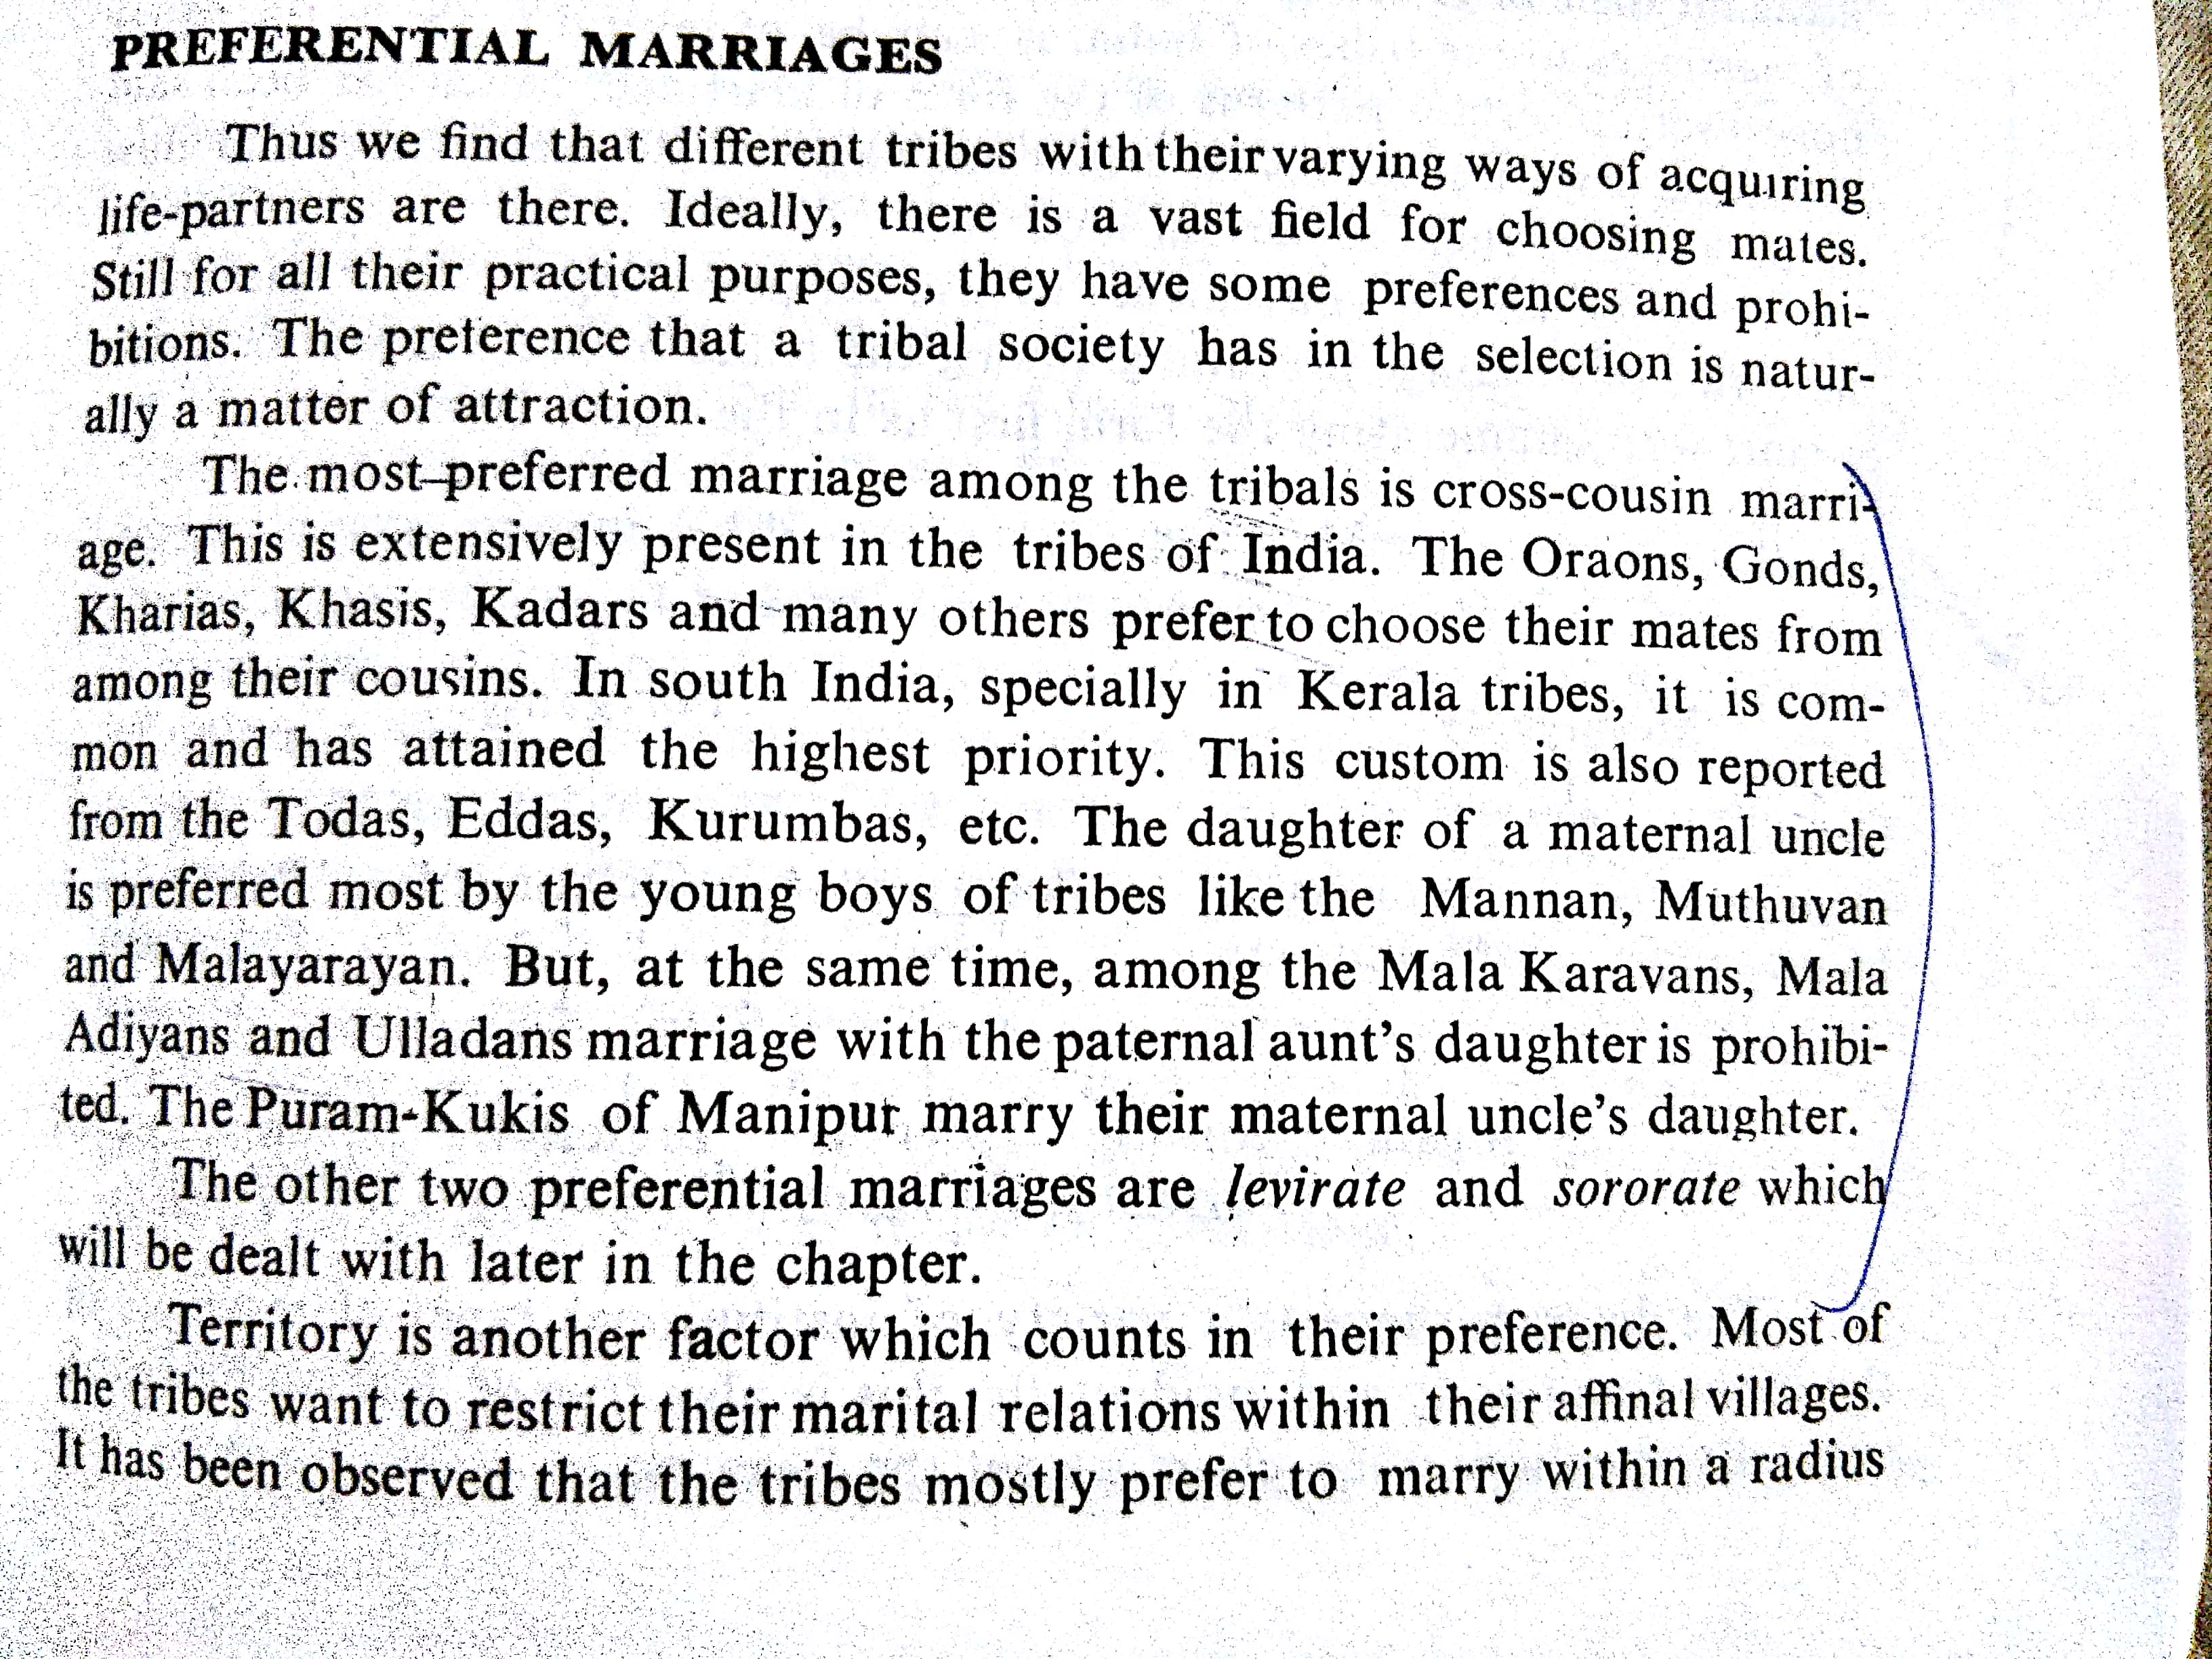 PREFERENTIAL MARRIAGES
Thus we find that different tribes with their varying ways of acquiring
life-partners are there. Ideally, there is a vast field for choosing mates.
Still for all their practical purposes, they have some preferences and prohi-
bitions. The preference that a tribal society has in the selection is natur-
ally a matter of attraction.
The most-preferred marriage among the tribals is cross-cousin marri-
age. This is extensively present in the tribes of India. The Oraons, Gonds,
Kharias, Khasis, Kadars and many others prefer to choose their mates from
among their cousins. In south India, specially in Kerala tribes, it is com-
mon and has attained the highest priority. This custom is also reported
from the Todas, Eddas, Kurumbas, etc. The daughter of a maternal uncle
is preferred most by the young boys of tribes like the Mannan, Muthuvan
and Malayarayan. But, at the same time, among the Mala Karavans, Mala
Adiyans and Ulladans marriage with the paternal aunt's daughter is prohibi-
ted. The Puram-Kukis of Manipur marry their maternal uncle's daughter.
The other two preferential marriages are levirate and sororate which
will be dealt with later in the chapter.
Territory is another factor which counts in their preference. Most of
the tribes want to restrict their marital relations within their affinal villages.
It has been observed that the tribes mostly prefer to marry within a radius